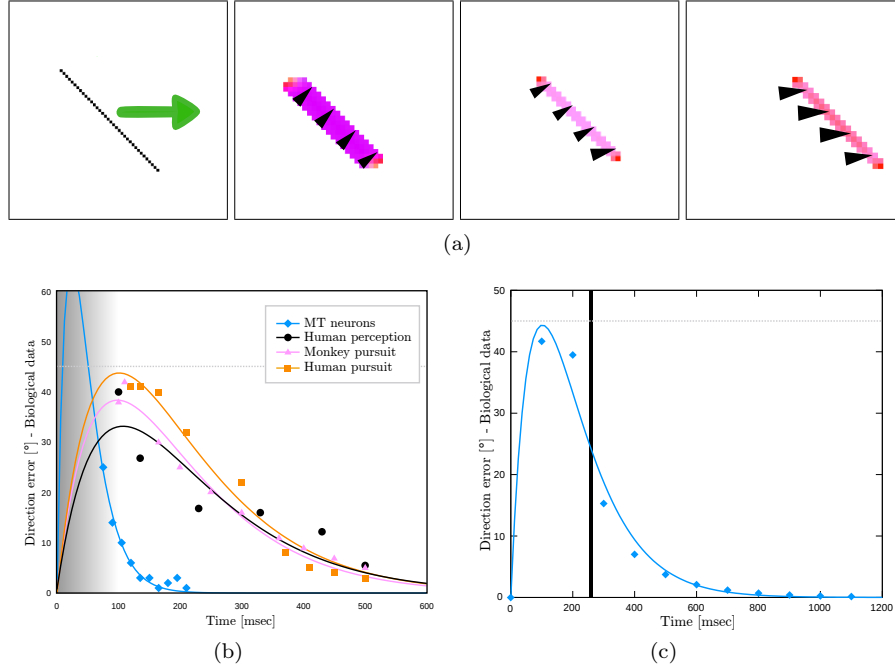 (a)
Direction error [°] - Biological data
60
50
40
30
20
10
0
MT neurons
Human perception
Monkey pursuit
Human pursuit
0 100 200 300 400 500 600
Time [msec]
(b)
Direction error [°] - Biological data
50
40
30
20
10
0
0 200 400 600 800 1000 1200
Time [msec]
(c)